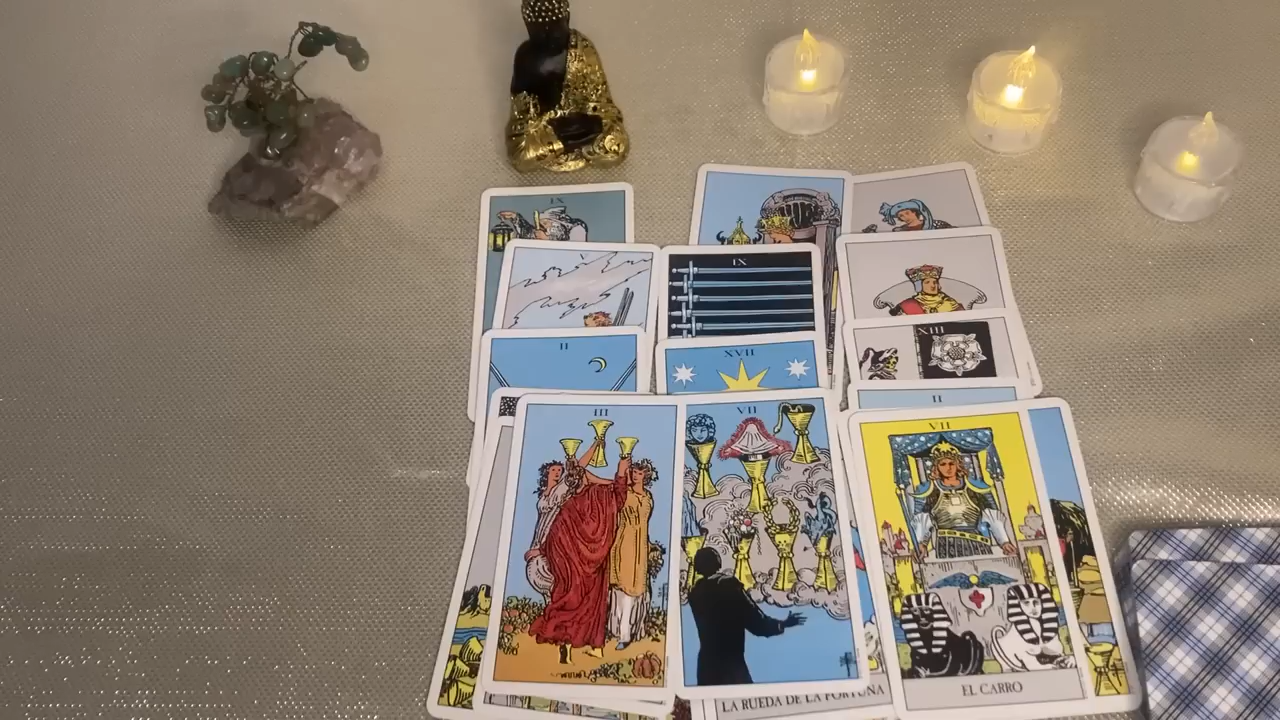 IX
IX
XIII
II
XVII
II
III
VII
VII
LA RUEDA DE LA FORTUNA
EL CARRO